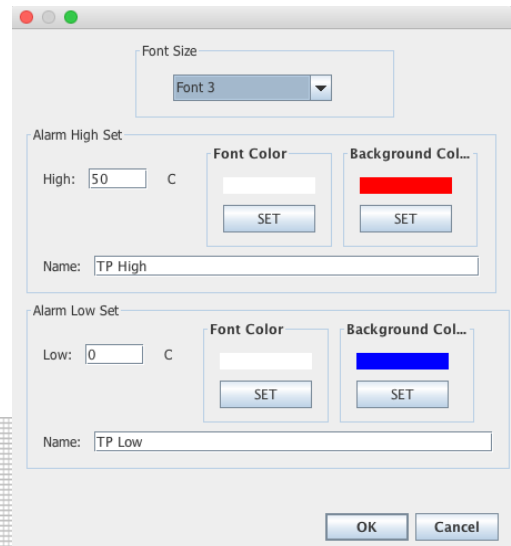 Font Size
Font 3
Alarm High Set
Font Color
Background Col...
High: 50 C
SET
SET
Name: TP High
Alarm Low Set
Font Color
Background Col...
Low: 0 C
SET
SET
Name: TP Low
OK
Cancel